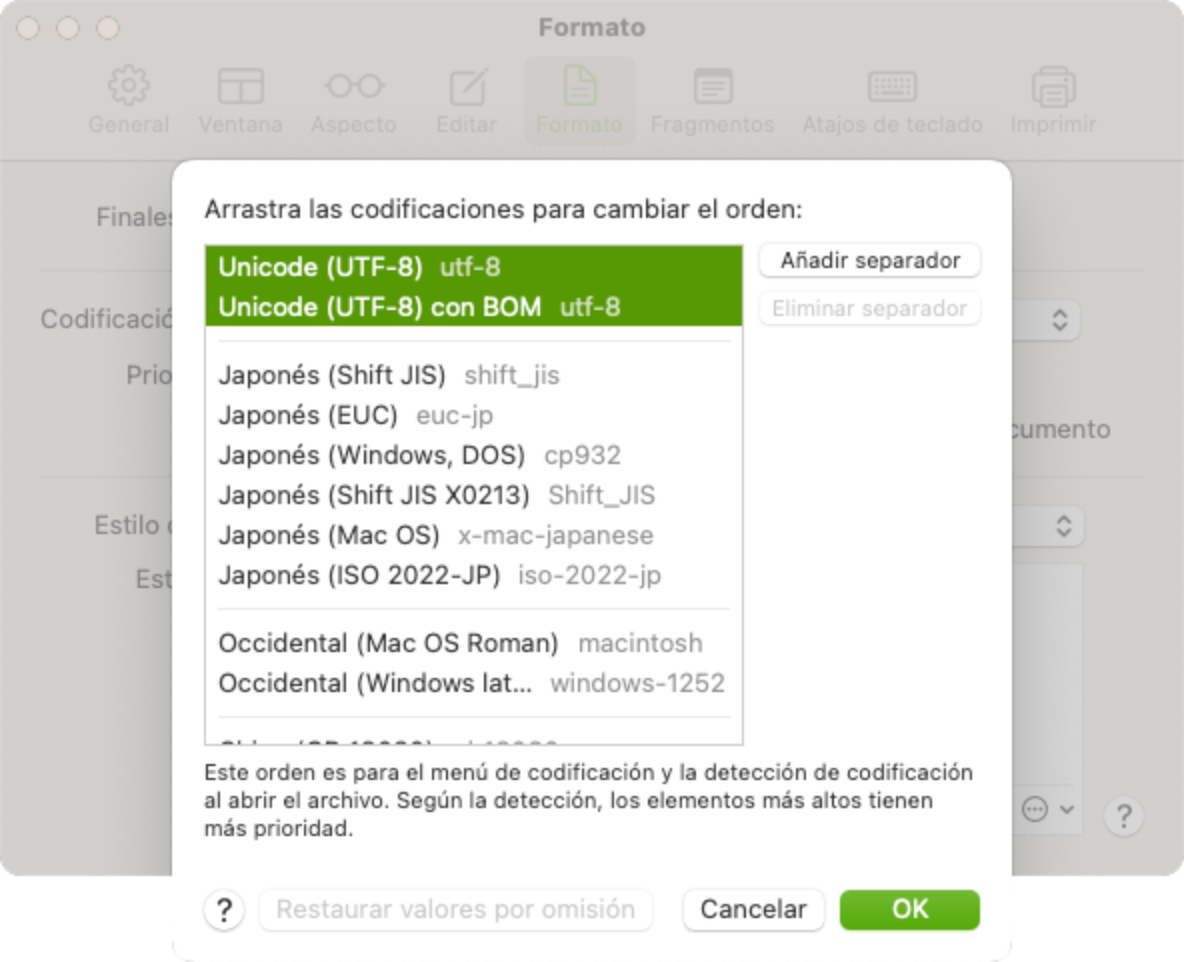 Formato
General Ventana Aspecto Editar Formato Fragmentos Atajos de teclado Imprimir
Arrastra las codificaciones para cambiar el orden:
Finales
Unicode (UTF-8) utf-8
Añadir separador
Unicode (UTF-8) con BOM utf-8
Eliminar separador
Codificació
Prio
Japonés (Shift JIS) shift_jis
Japonés (EUC) euc-jp
cumento
Japonés (Windows, DOS) cp932
Japonés (Shift JIS X0213) Shift_JIS
Estilo
Japonés (Mac OS) x-mac-japanese
Est
Japonés (ISO 2022-JP) iso-2022-jp
Occidental (Mac OS Roman) macintosh
Occidental (Windows lat... windows-1252
Este orden es para el menú de codificación y la detección de codificación
al abrir el archivo. Según la detección, los elementos más altos tienen
más prioridad.
?
? Restaurar valores por omisión Cancelar OK